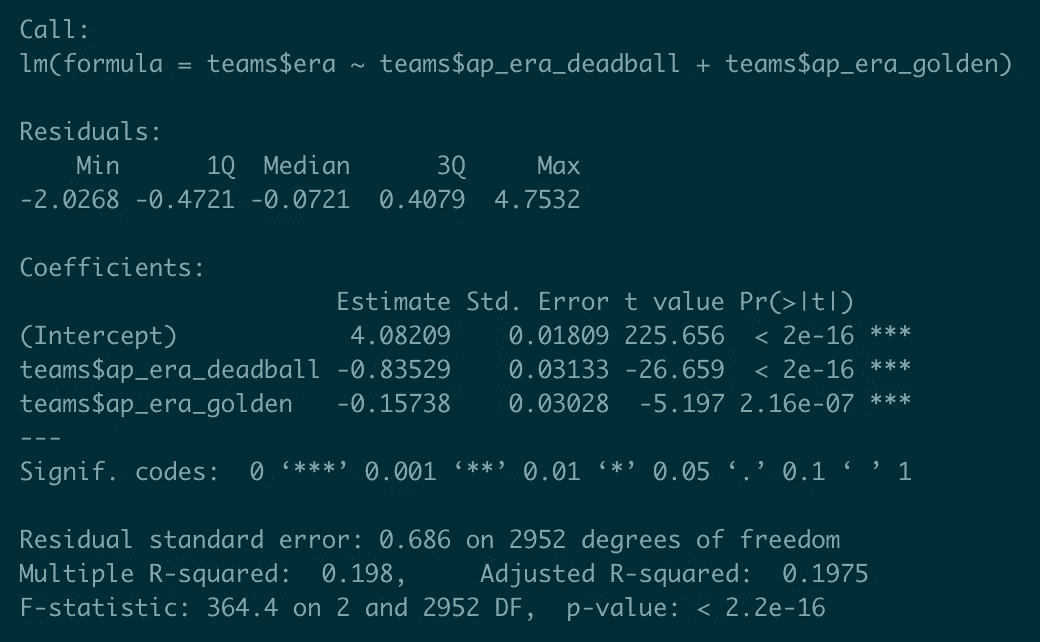 Call:
lm(formula = teams$era ~ teams$ap_era_deadball + teams$ap_era_golden)
Residuals:
Min 1Q Median 3Q Max
-2.0268 -0.4721 -0.0721 0.4079 4.7532
Coefficients:
Estimate Std. Error t value Pr(>|t|)
(Intercept) 4.08209 0.01809 225.656 < 2e-16 ***
teams$ap_era_deadball -0.83529 0.03133 -26.659 < 2e-16 ***
teams$ap_era_golden -0.15738 0.03028 -5.197 2.16e-07 ***
---
Signif. codes: 0 ‘***’ 0.001 ‘**’ 0.01 ‘*’ 0.05 ‘.’ 0.1 ‘ ’ 1
Residual standard error: 0.686 on 2952 degrees of freedom
Multiple R-squared: 0.198, Adjusted R-squared: 0.1975
F-statistic: 364.4 on 2 and 2952 DF, p-value: < 2.2e-16